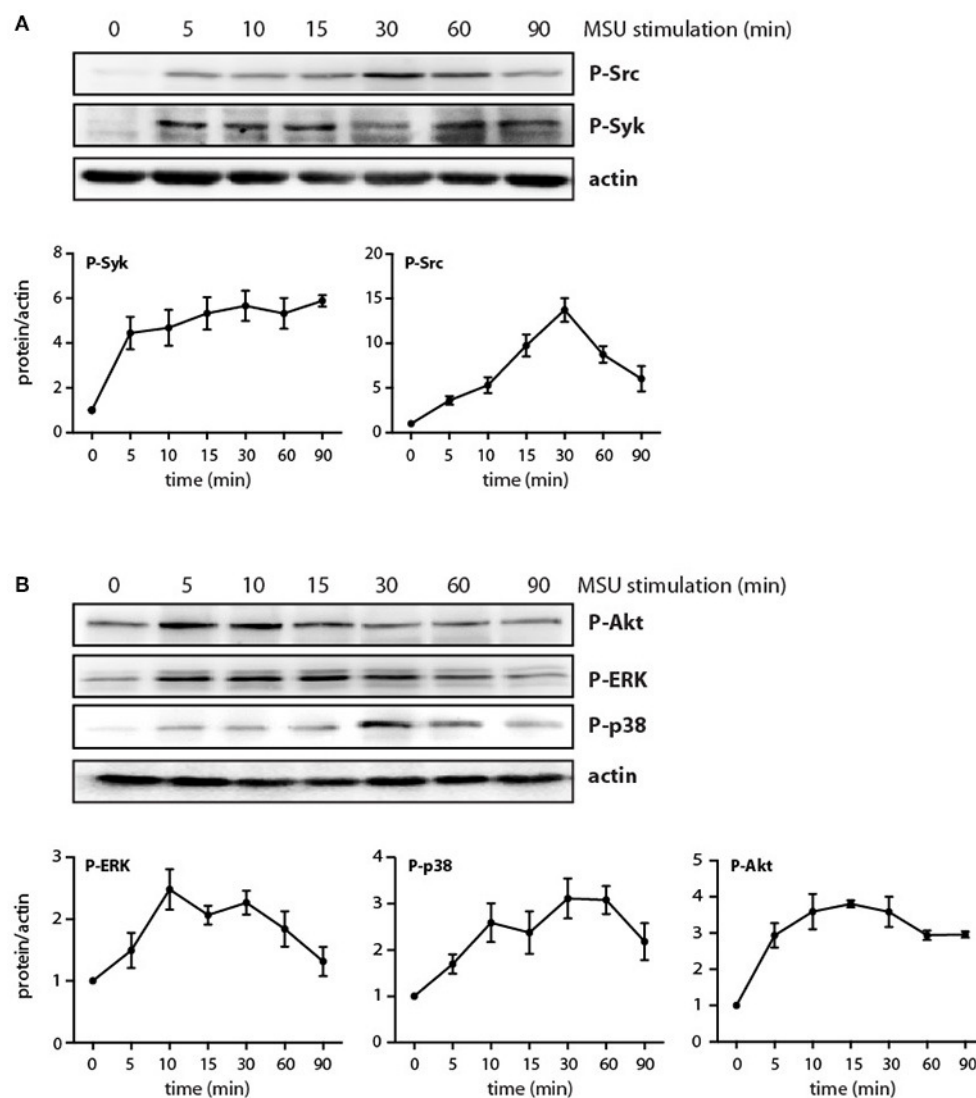 A
0 5 10 15 30 60 90 MSU stimulation (min)
P-Src
P-Syk
actin
P-Syk
8
6
4
2
0
protein/actin
0 5 10 15 30 60 90
time (min)
P-Src
20
15
10
5
0
0 5 10 15 30 60 90
time (min)
B
0 5 10 15 30 60 90 MSU stimulation (min)
P-Akt
P-ERK
P-p38
actin
P-ERK
3
2
1
0
protein/actin
0 5 10 15 30 60 90
time (min)
P-p38
4
3
2
1
0
0 5 10 15 30 60 90
time (min)
P-Akt
5
4
3
2
1
0
0 5 10 15 30 60 90
time (min)